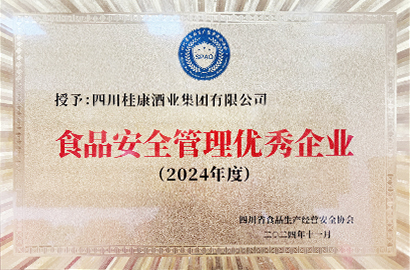 SPAQ
授予:四川桂康酒业集团有限公司
食品安全管理优秀企业
(2024年度)
四川省食品生产经营安全协会
二〇二四年十一月